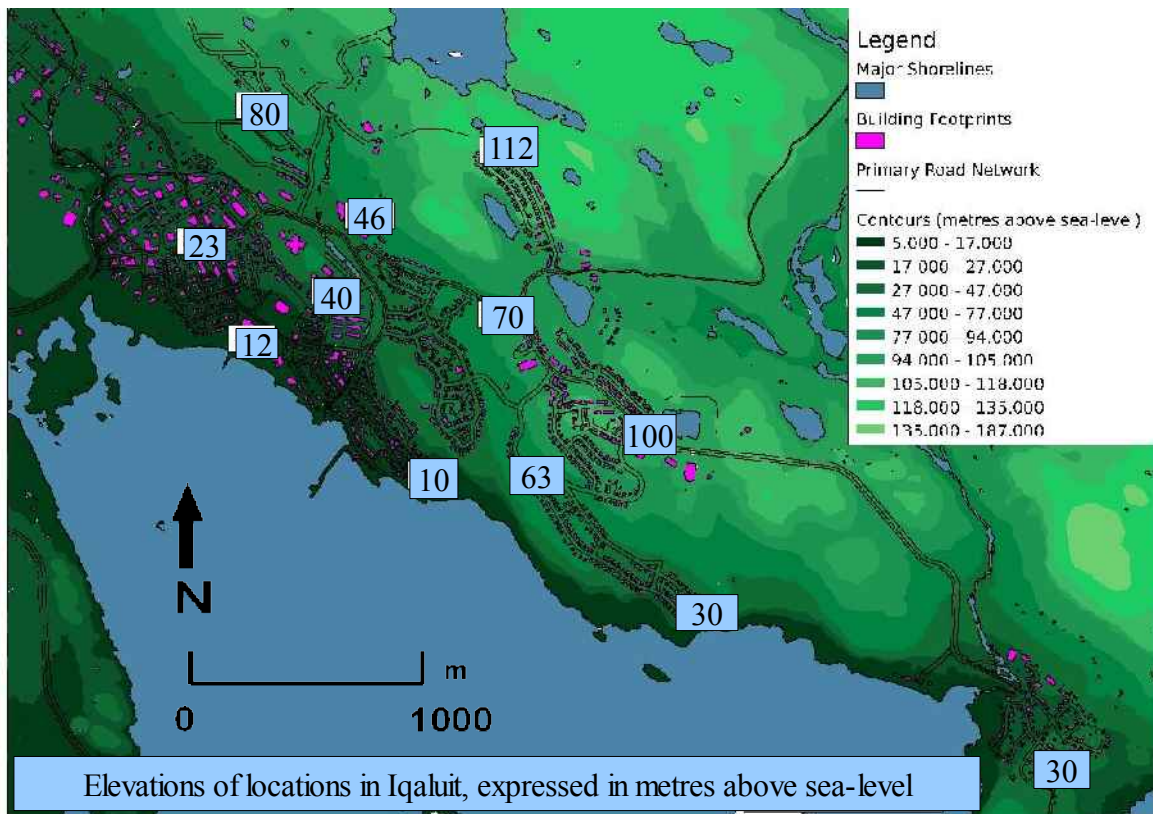 Legend
Major Shorelines
Building Footprints
Primary Road Network
Contours (metres above sea-leve )
5.000 - 17.000
17 000 - 27.000
27 000 - 47.000
47.000 - 77.000
77.000 - 94.000
94.000 - 105.000
105.000 - 118.000
118.000 135.000
135.000 - 187.000
80
112
46
23
40
70
12
100
10
63
30
N
m
0
1000
30
Elevations of locations in Iqaluit, expressed in metres above sea-level